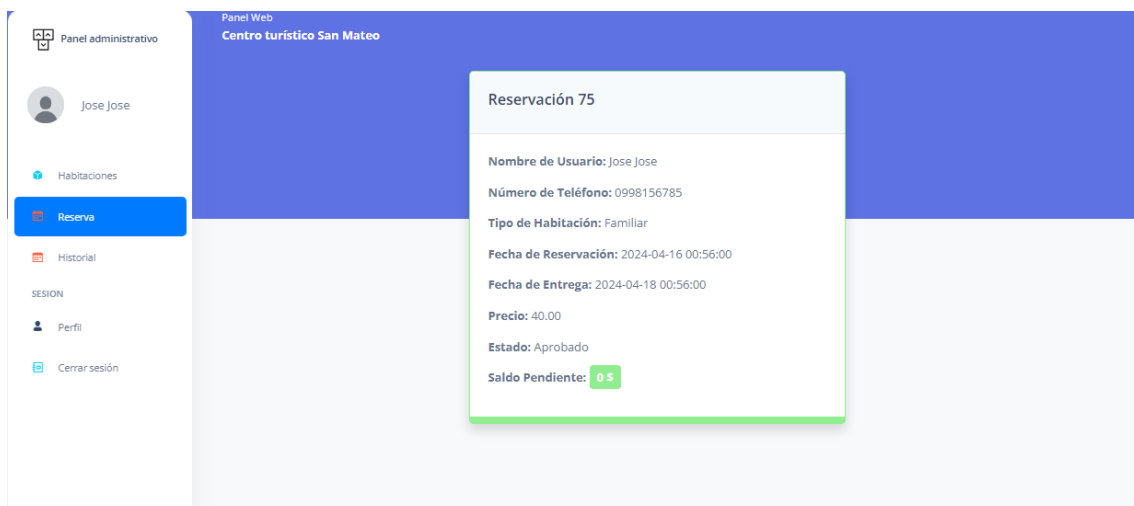 Panel administrativo
Jose Jose
Habitaciones
Reserva
Historial
SESION
Perfil
Cerrar sesión
Panel Web
Centro turístico San Mateo
Reservación 75
Nombre de Usuario: Jose Jose
Número de Teléfono: 0998156785
Tipo de Habitación: Familiar
Fecha de Reservación: 2024-04-16 00:56:00
Fecha de Entrega: 2024-04-18 00:56:00
Precio: 40.00
Estado: Aprobado
Saldo Pendiente: 0 $